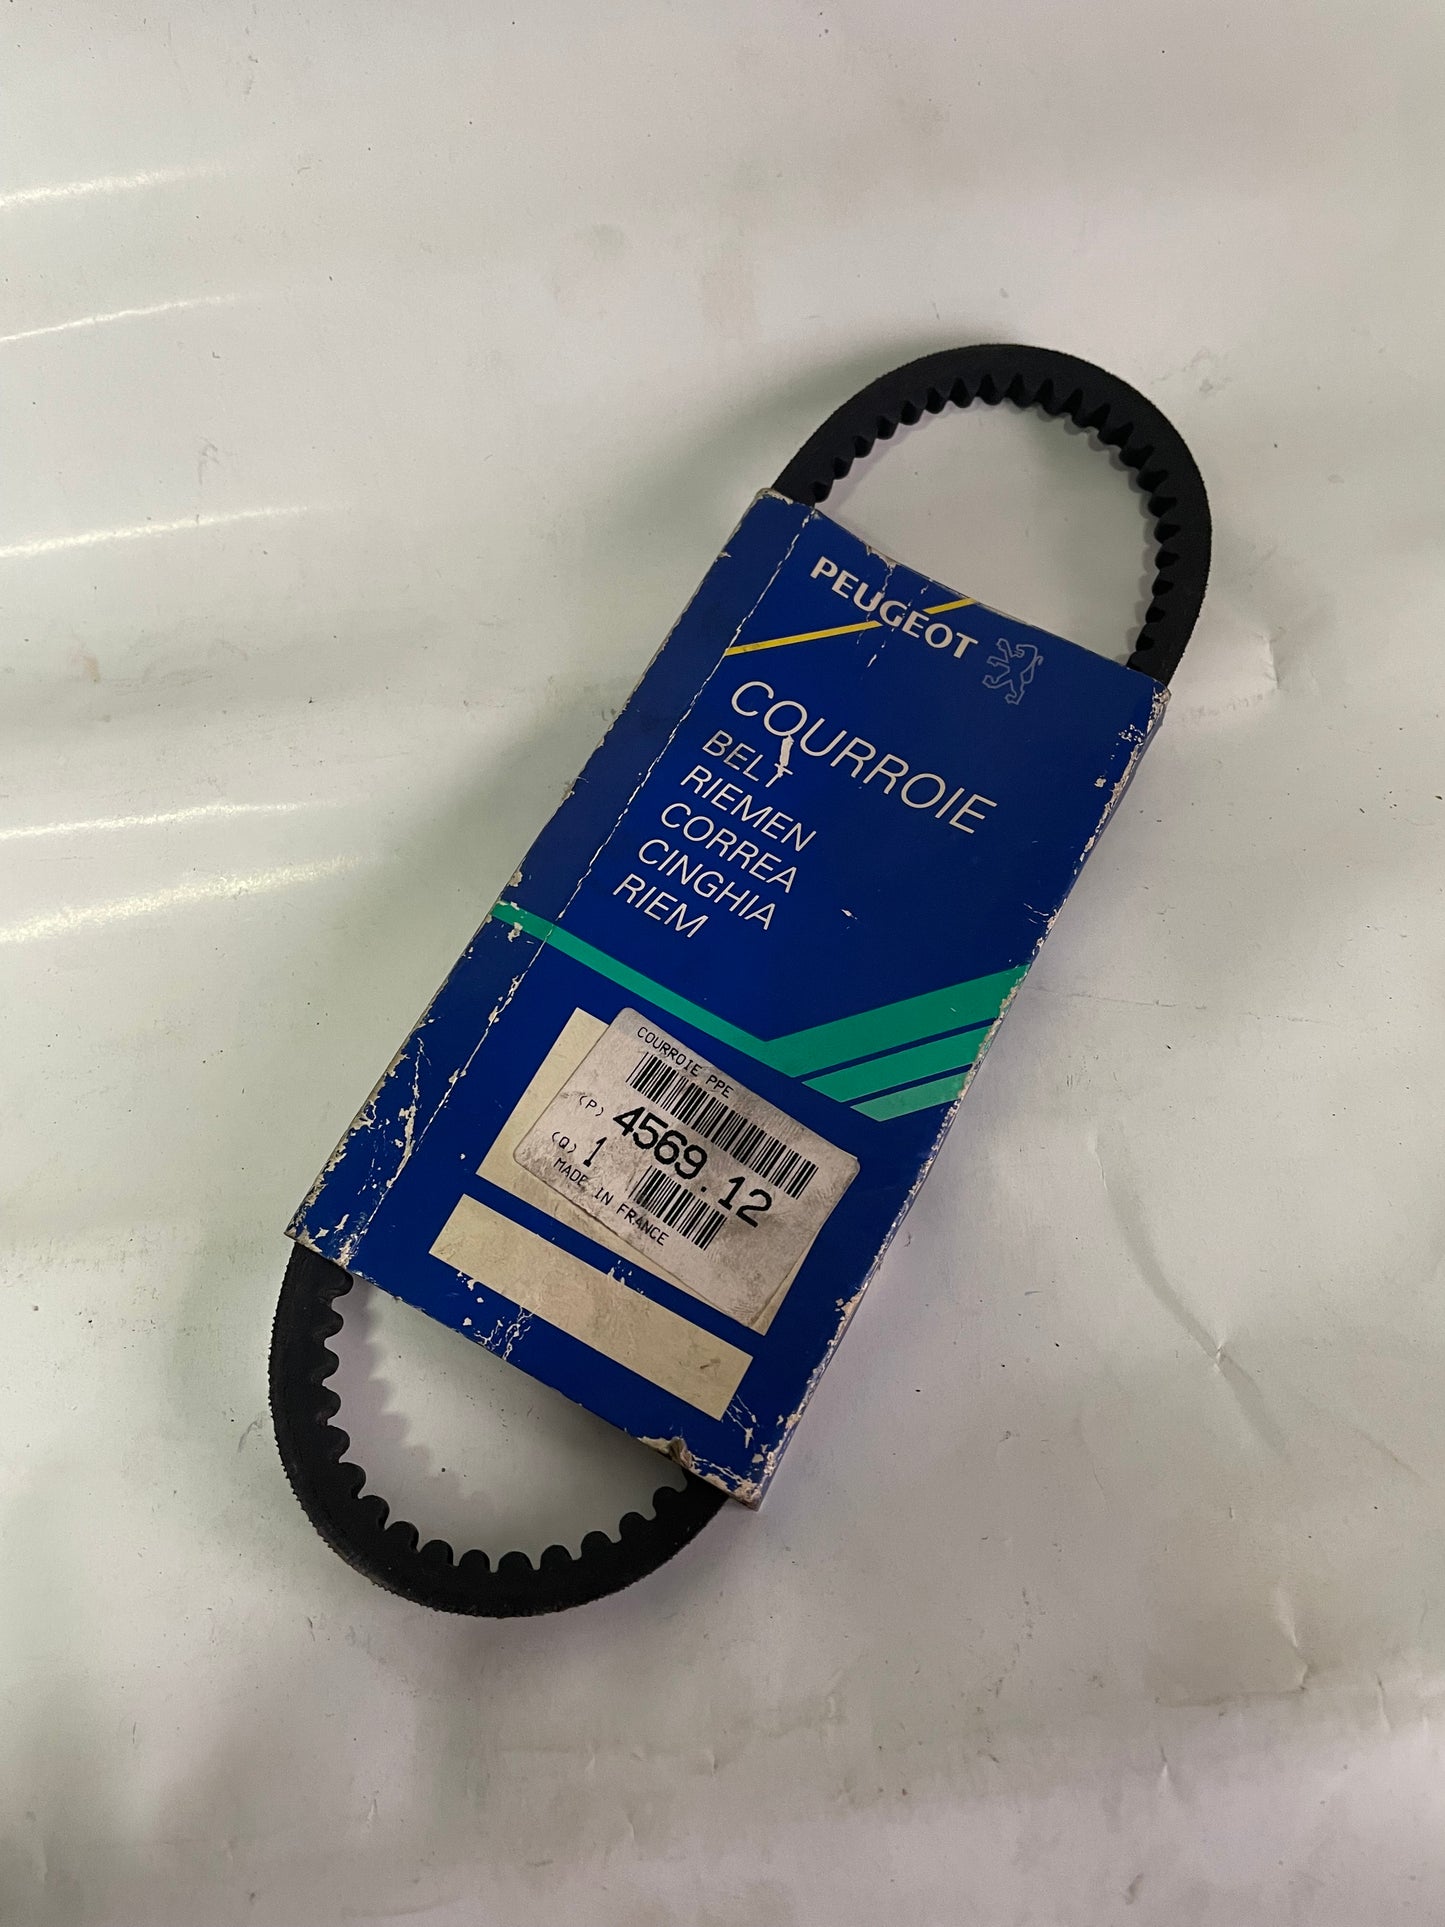 PEUGEOT
COURROIE
BELT
RIEMEN
CORREA
CINGHIA
RIEM
COURROIE PPE
(P) 4569.12
(Q) 1
MADE IN FRANCE